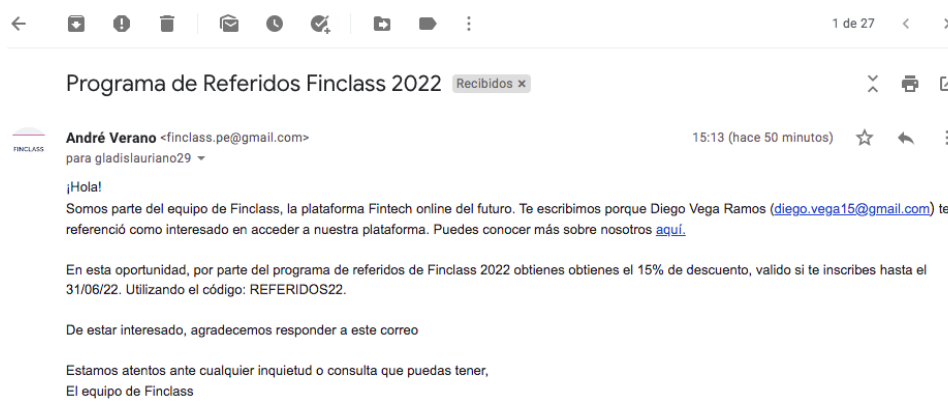 1 de 27
Programa de Referidos Finclass 2022 Recibidos x
FINCLASS
André Verano <finclass.pe@gmail.com> 15:13 (hace 50 minutos)
para gladislauriano29
¡Hola!
Somos parte del equipo de Finclass, la plataforma Fintech online del futuro. Te escribimos porque Diego Vega Ramos (diego.vega15@gmail.com) te
referenció como interesado en acceder a nuestra plataforma. Puedes conocer más sobre nosotros aquí.
En esta oportunidad, por parte del programa de referidos de Finclass 2022 obtienes obtienes el 15% de descuento, valido si te inscribes hasta el
31/06/22. Utilizando el código: REFERIDOS22.
De estar interesado, agradecemos responder a este correo
Estamos atentos ante cualquier inquietud o consulta que puedas tener,
El equipo de Finclass